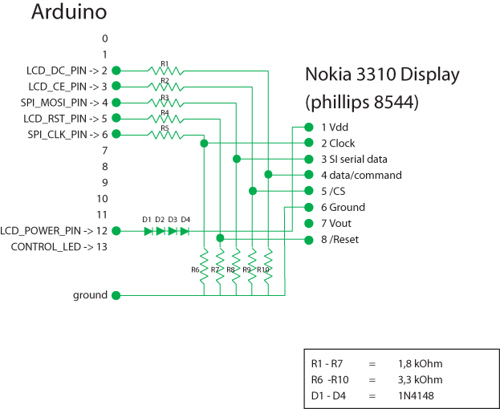 Arduino
0
1
LCD_DC_PIN -> 2
LCD_CE_PIN -> 3
SPI_MOSI_PIN -> 4
LCD_RST_PIN -> 5
SPI_CLK_PIN -> 6
7
8
9
10
11
LCD_POWER_PIN -> 12
CONTROL_LED -> 13
ground
R1
R2
R3
R4
R5
D1 D2 D3 D4
R6 R7 R8 R9 R10
Nokia 3310 Display
(phillips 8544)
1 Vdd
2 Clock
3 SI serial data
4 data/command
5 /CS
6 Ground
7 Vout
8 /Reset
R1 - R7 = 1,8 kOhm
R6 -R10 = 3,3 kOhm
D1 - D4 = 1N4148